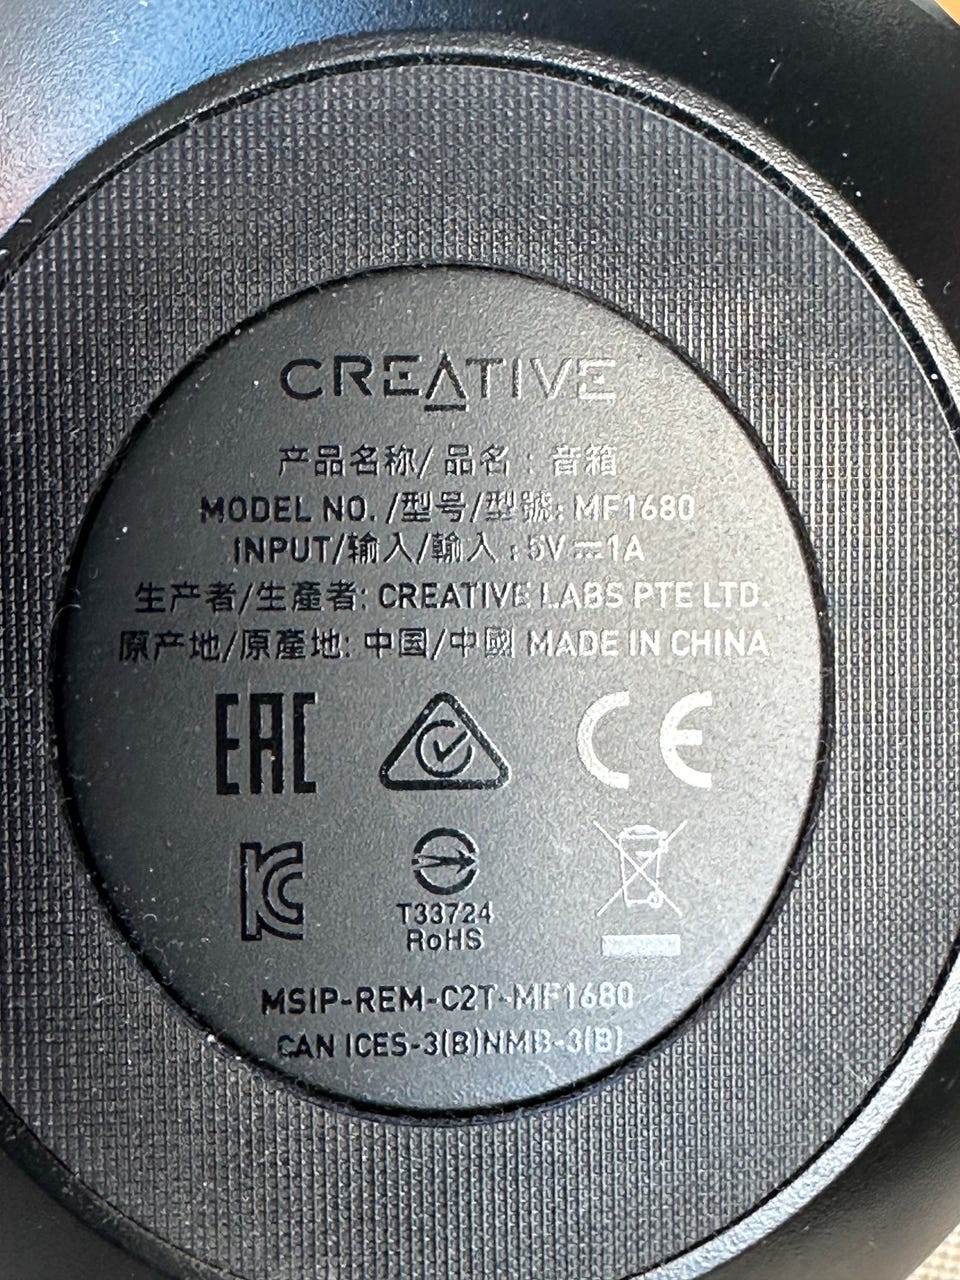 CREATIVE
产品名称/ 品名 : 音箱
MODEL NO. /型号/型號: MF1680
INPUT/输入/輸入 : 5V⎓1A
生产者/生產者: CREATIVE LABS PTE LTD.
原产地/原產地: 中国/中國 MADE IN CHINA
EAC CE
KC
T33724
RoHS
MSIP-REM-C2T-MF1680
CAN ICES-3(B)NMB-3(B)